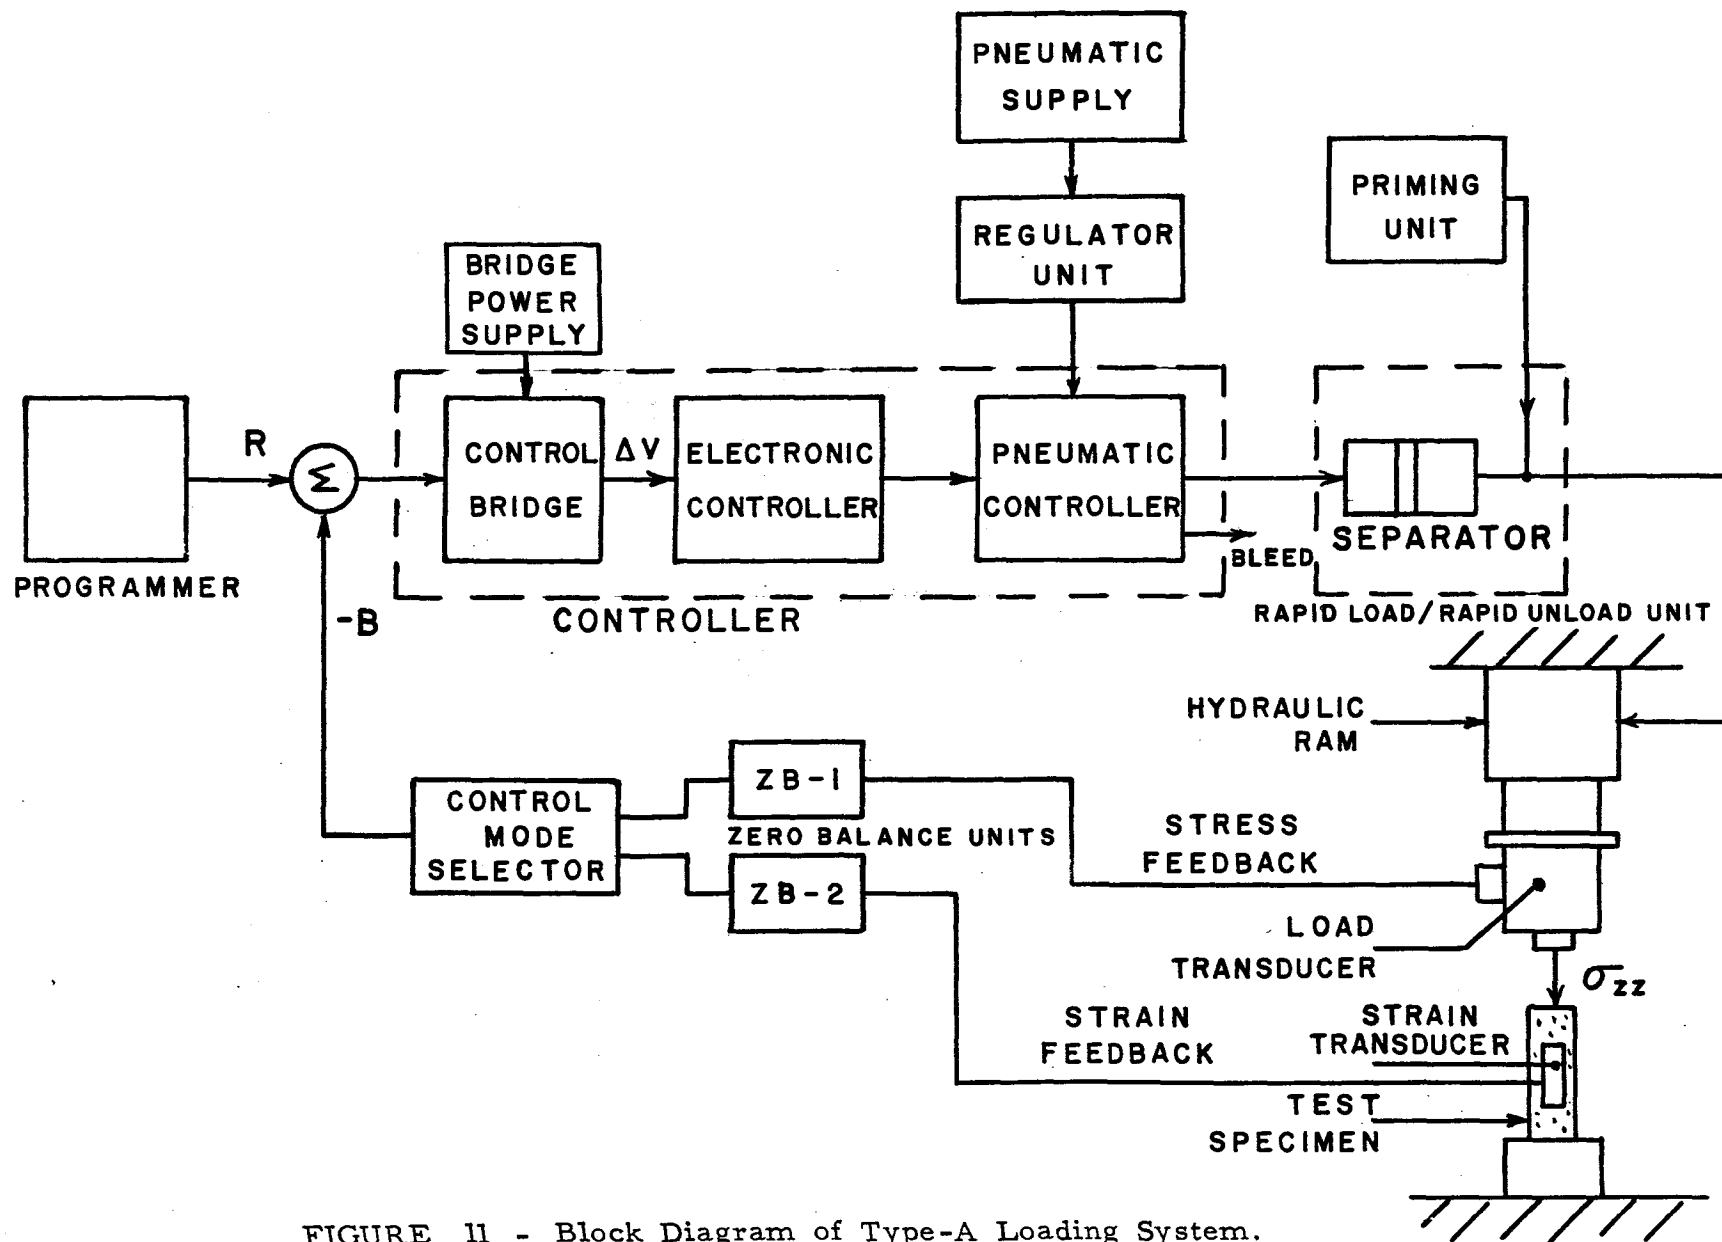 PNEUMATIC
SUPPLY
PRIMING
UNIT
REGULATOR
UNIT
BRIDGE
POWER
SUPPLY
R
Σ
CONTROL
BRIDGE
ΔV
ELECTRONIC
CONTROLLER
PNEUMATIC
CONTROLLER
BLEED
SEPARATOR
PROGRAMMER
-B
CONTROLLER
RAPID LOAD/RAPID UNLOAD UNIT
HYDRAULIC
RAM
CONTROL
MODE
SELECTOR
ZB-1
ZERO BALANCE UNITS
ZB-2
STRESS
FEEDBACK
LOAD
TRANSDUCER
σzz
STRAIN
FEEDBACK
STRAIN
TRANSDUCER
TEST
SPECIMEN
FIGURE 11 - Block Diagram of Type-A Loading System.